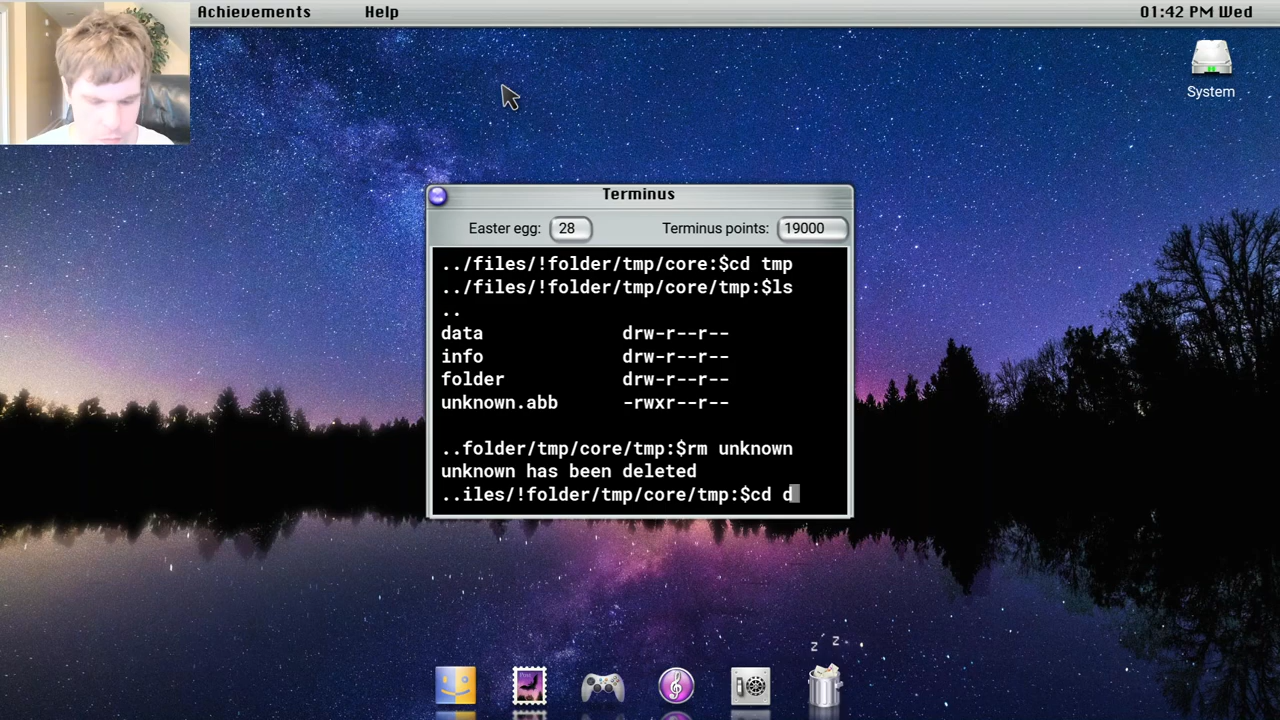 Achievements Help 01:42 PM Wed
System
Terminus
Easter egg: 28 Terminus points: 19000
../files/!folder/tmp/core:$cd tmp
../files/!folder/tmp/core/tmp:$ls
..
data drw-r--r--
info drw-r--r--
folder drw-r--r--
unknown.abb -rwxr--r--
..folder/tmp/core/tmp:$rm unknown
unknown has been deleted
..iles/!folder/tmp/core/tmp:$cd d
z z